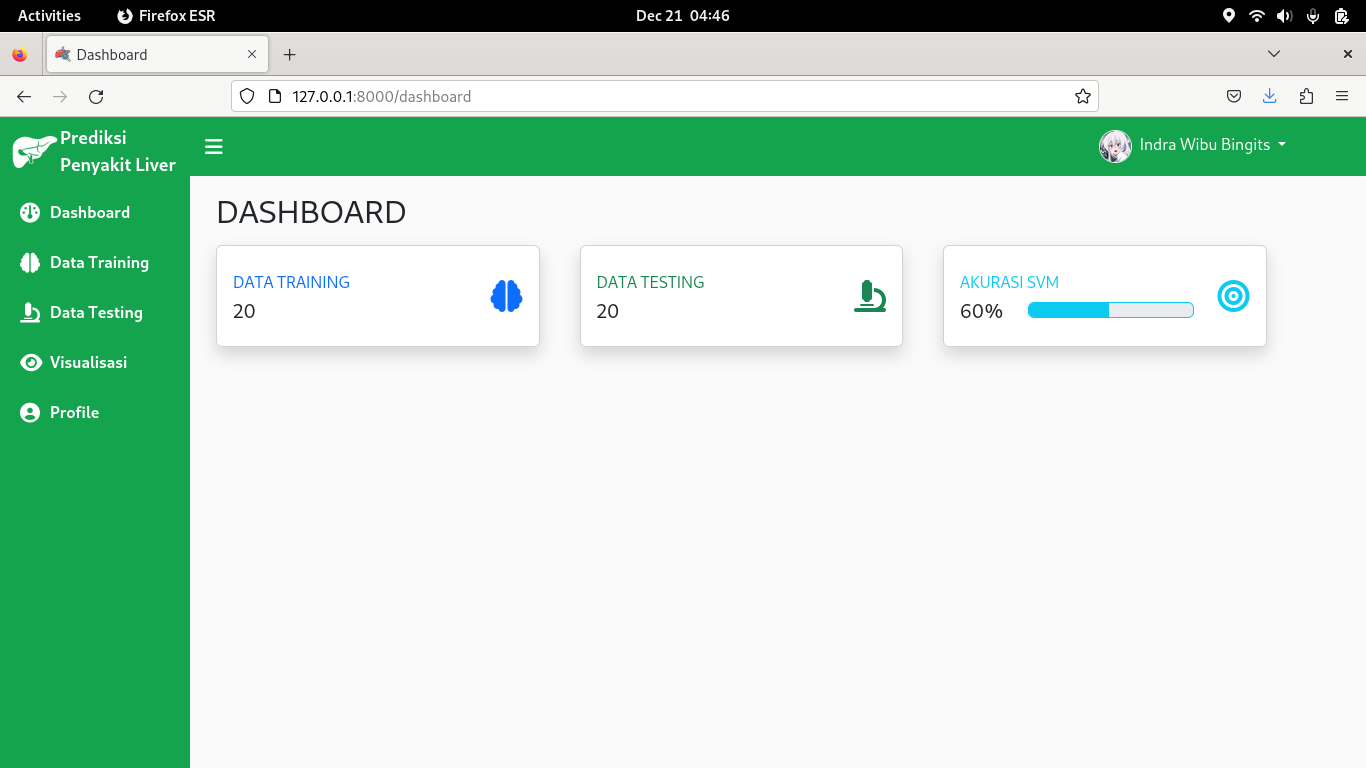 Activities
Firefox ESR
Dec 21 04:46
Dashboard
127.0.0.1:8000/dashboard
Prediksi
Penyakit Liver
Indra Wibu Bingits
Dashboard
Data Training
Data Testing
Visualisasi
Profile
DASHBOARD
DATA TRAINING
20
DATA TESTING
20
AKURASI SVM
60%